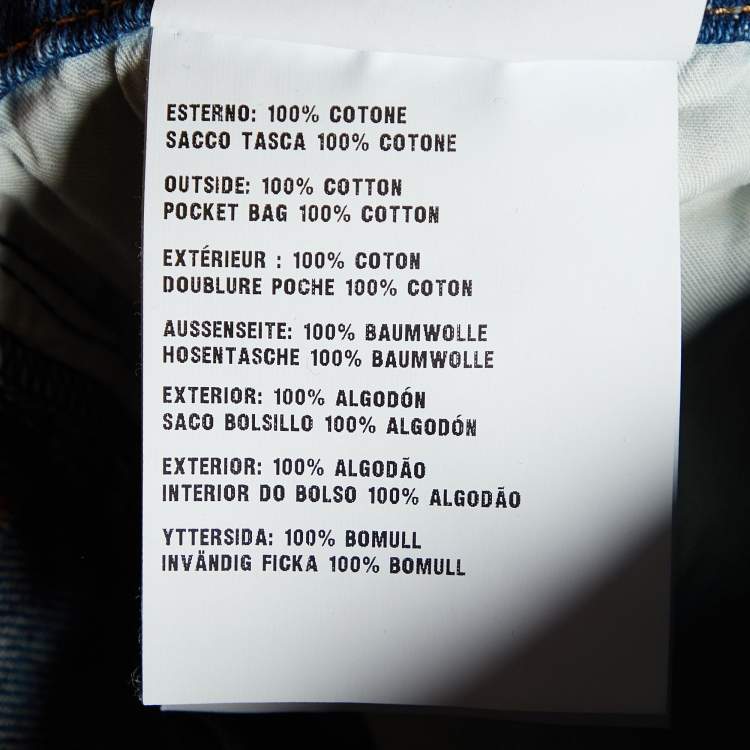 ESTERNO: 100% COTONE
SACCO TASCA 100% COTONE
OUTSIDE: 100% COTTON
POCKET BAG 100% COTTON
EXTÉRIEUR : 100% COTON
DOUBLURE POCHE 100% COTON
AUSSENSEITE: 100% BAUMWOLLE
HOSENTASCHE 100% BAUMWOLLE
EXTERIOR: 100% ALGODÓN
SACO BOLSILLO 100% ALGODÓN
EXTERIOR: 100% ALGODÃO
INTERIOR DO BOLSO 100% ALGODÃO
YTTERSIDA: 100% BOMULL
INVÄNDIG FICKA 100% BOMULL